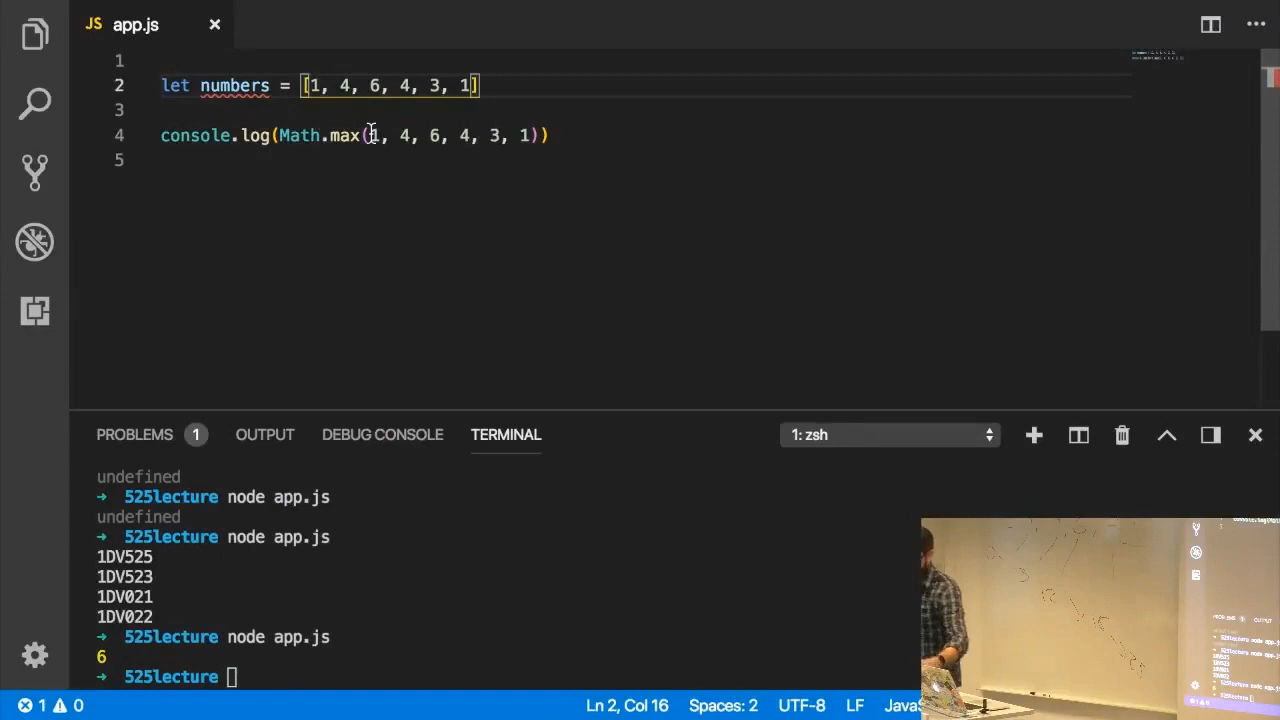 JS app.js
1
2 let numbers = [1, 4, 6, 4, 3, 1]
3
4 console.log(Math.max(1, 4, 6, 4, 3, 1))
5
PROBLEMS 1 OUTPUT DEBUG CONSOLE TERMINAL 1: zsh
undefined
→ 525lecture node app.js
undefined
→ 525lecture node app.js
1DV525
1DV523
1DV021
1DV022
→ 525lecture node app.js
6
→ 525lecture
1 0 Ln 2, Col 16 Spaces: 2 UTF-8 LF